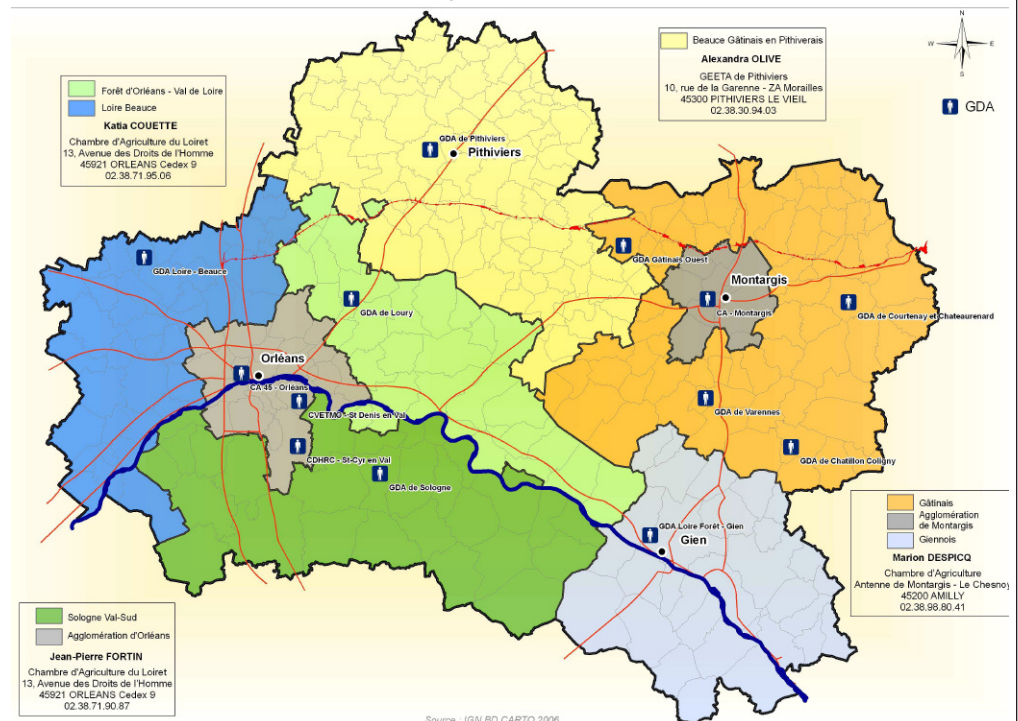 Beauce Gâtinais en Pithiverais
Alexandra OLIVE
GEETA de Pithiviers
10, rue de la Garenne - ZA Morailles
45300 PITHIVIERS LE VIEIL
02.38.30.94.03
N
W
E
S
GDA
Forêt d'Orléans - Val de Loire
Loire Beauce
Katia COUETTE
Chambre d'Agriculture du Loiret
13, Avenue des Droits de l'Homme
45921 ORLEANS Cedex 9
02.38.71.95.06
GDA de Pithiviers
Pithiviers
GDA Loire - Beauce
GDA de Loury
GDA Gâtinais Ouest
Montargis
CA - Montargis
GDA de Courtenay et Chateaurenard
Orléans
CA 45 - Orléans
CVETMO - St Denis en Val
CDHRC - St-Cyr en Val
GDA de Sologne
GDA de Varennes
GDA de Chatillon Coligny
GDA Loire Forêt - Gien
Gien
Gâtinais
Agglomération
de Montargis
Giennois
Marion DESPICQ
Chambre d'Agriculture
Antenne de Montargis - Le Chesnoy
45200 AMILLY
02.38.98.80.41
Sologne Val-Sud
Agglomération d'Orléans
Jean-Pierre FORTIN
Chambre d'Agriculture du Loiret
13, Avenue des Droits de l'Homme
45921 ORLEANS Cedex 9
02.38.71.90.87
Source : IGN BD CARTO 2006